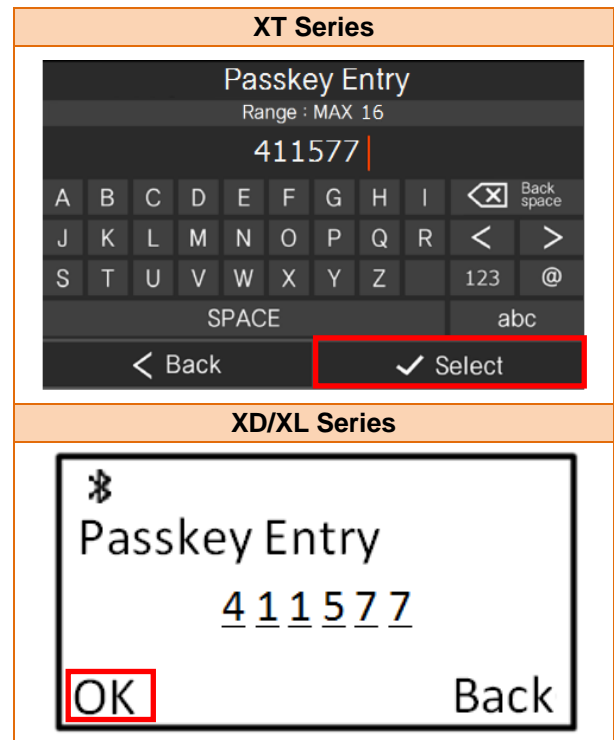 XT Series
Passkey Entry
Range : MAX 16
411577
A B C D E F G H I Back space
J K L M N O P Q R < >
S T U V W X Y Z 123 @
SPACE abc
< Back ✓ Select
XD/XL Series
Passkey Entry
4 1 1 5 7 7
OK Back